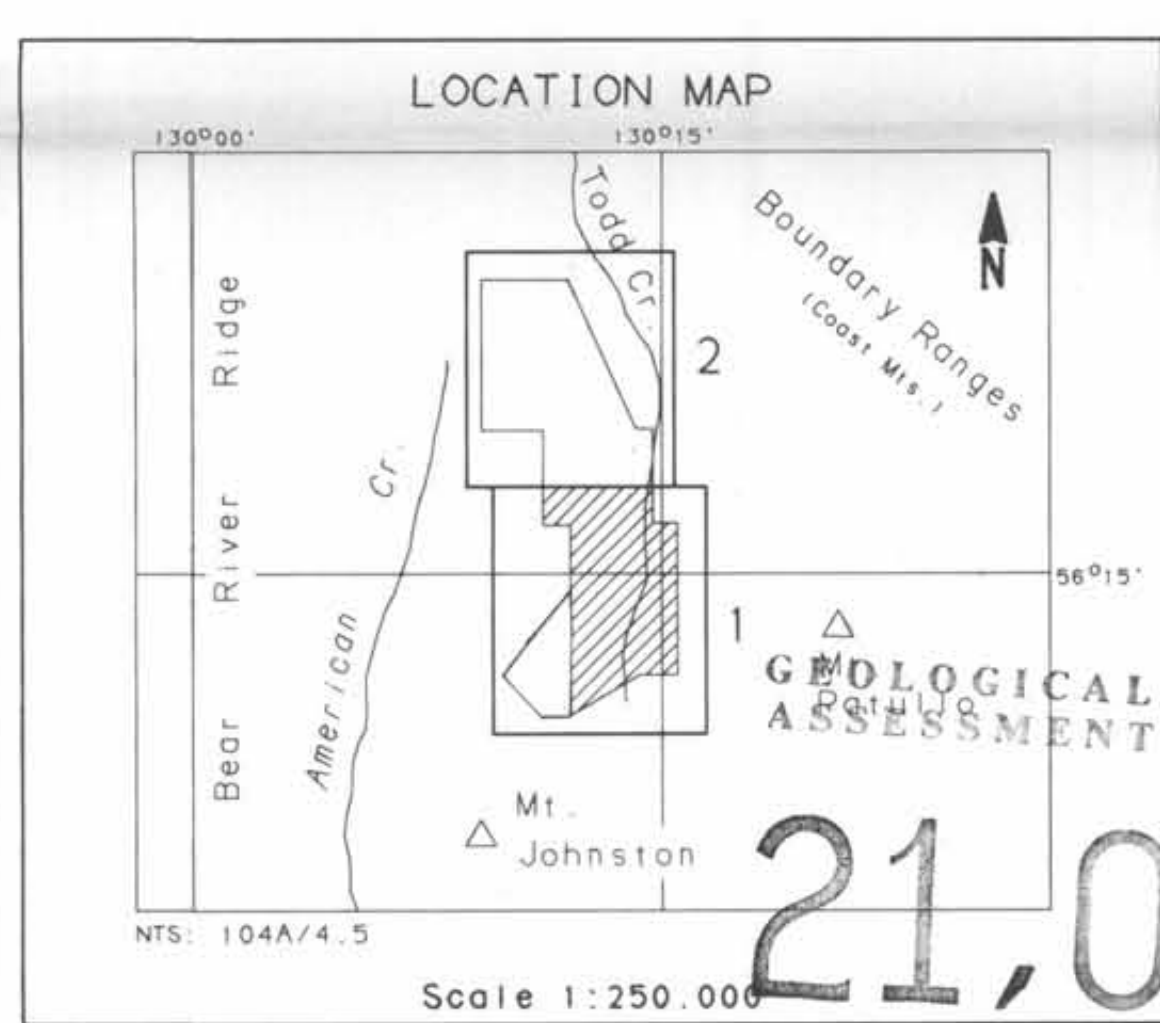 LOCATION MAP
130°00'
130°15'
Todd Cr.
Boundary Ranges
(Coast Mts.)
N
Bear River Ridge
2
American Cr.
56°15'
1
Mt.
Patullo
GEOLOGICAL
ASSESSMENT
Mt.
Johnston
21,0
NTS: 104A/4.5
Scale 1:250.000